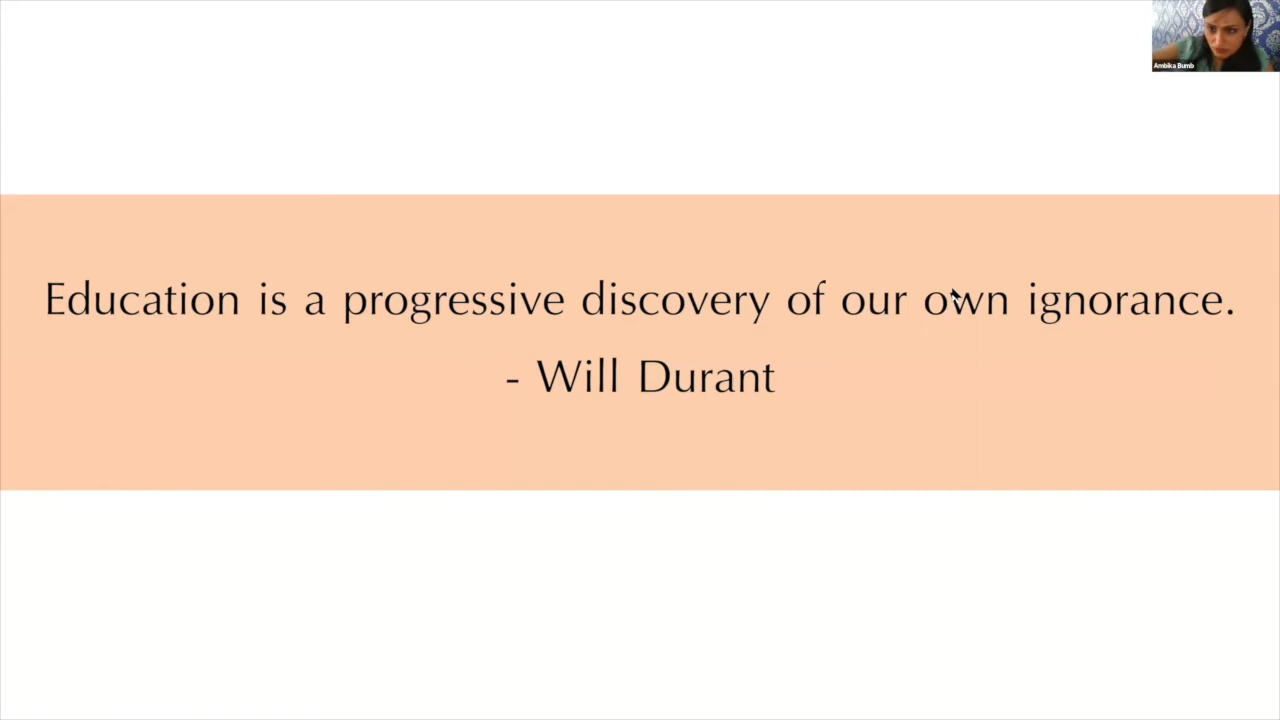 Ambika Bumb
Education is a progressive discovery of our own ignorance.
- Will Durant